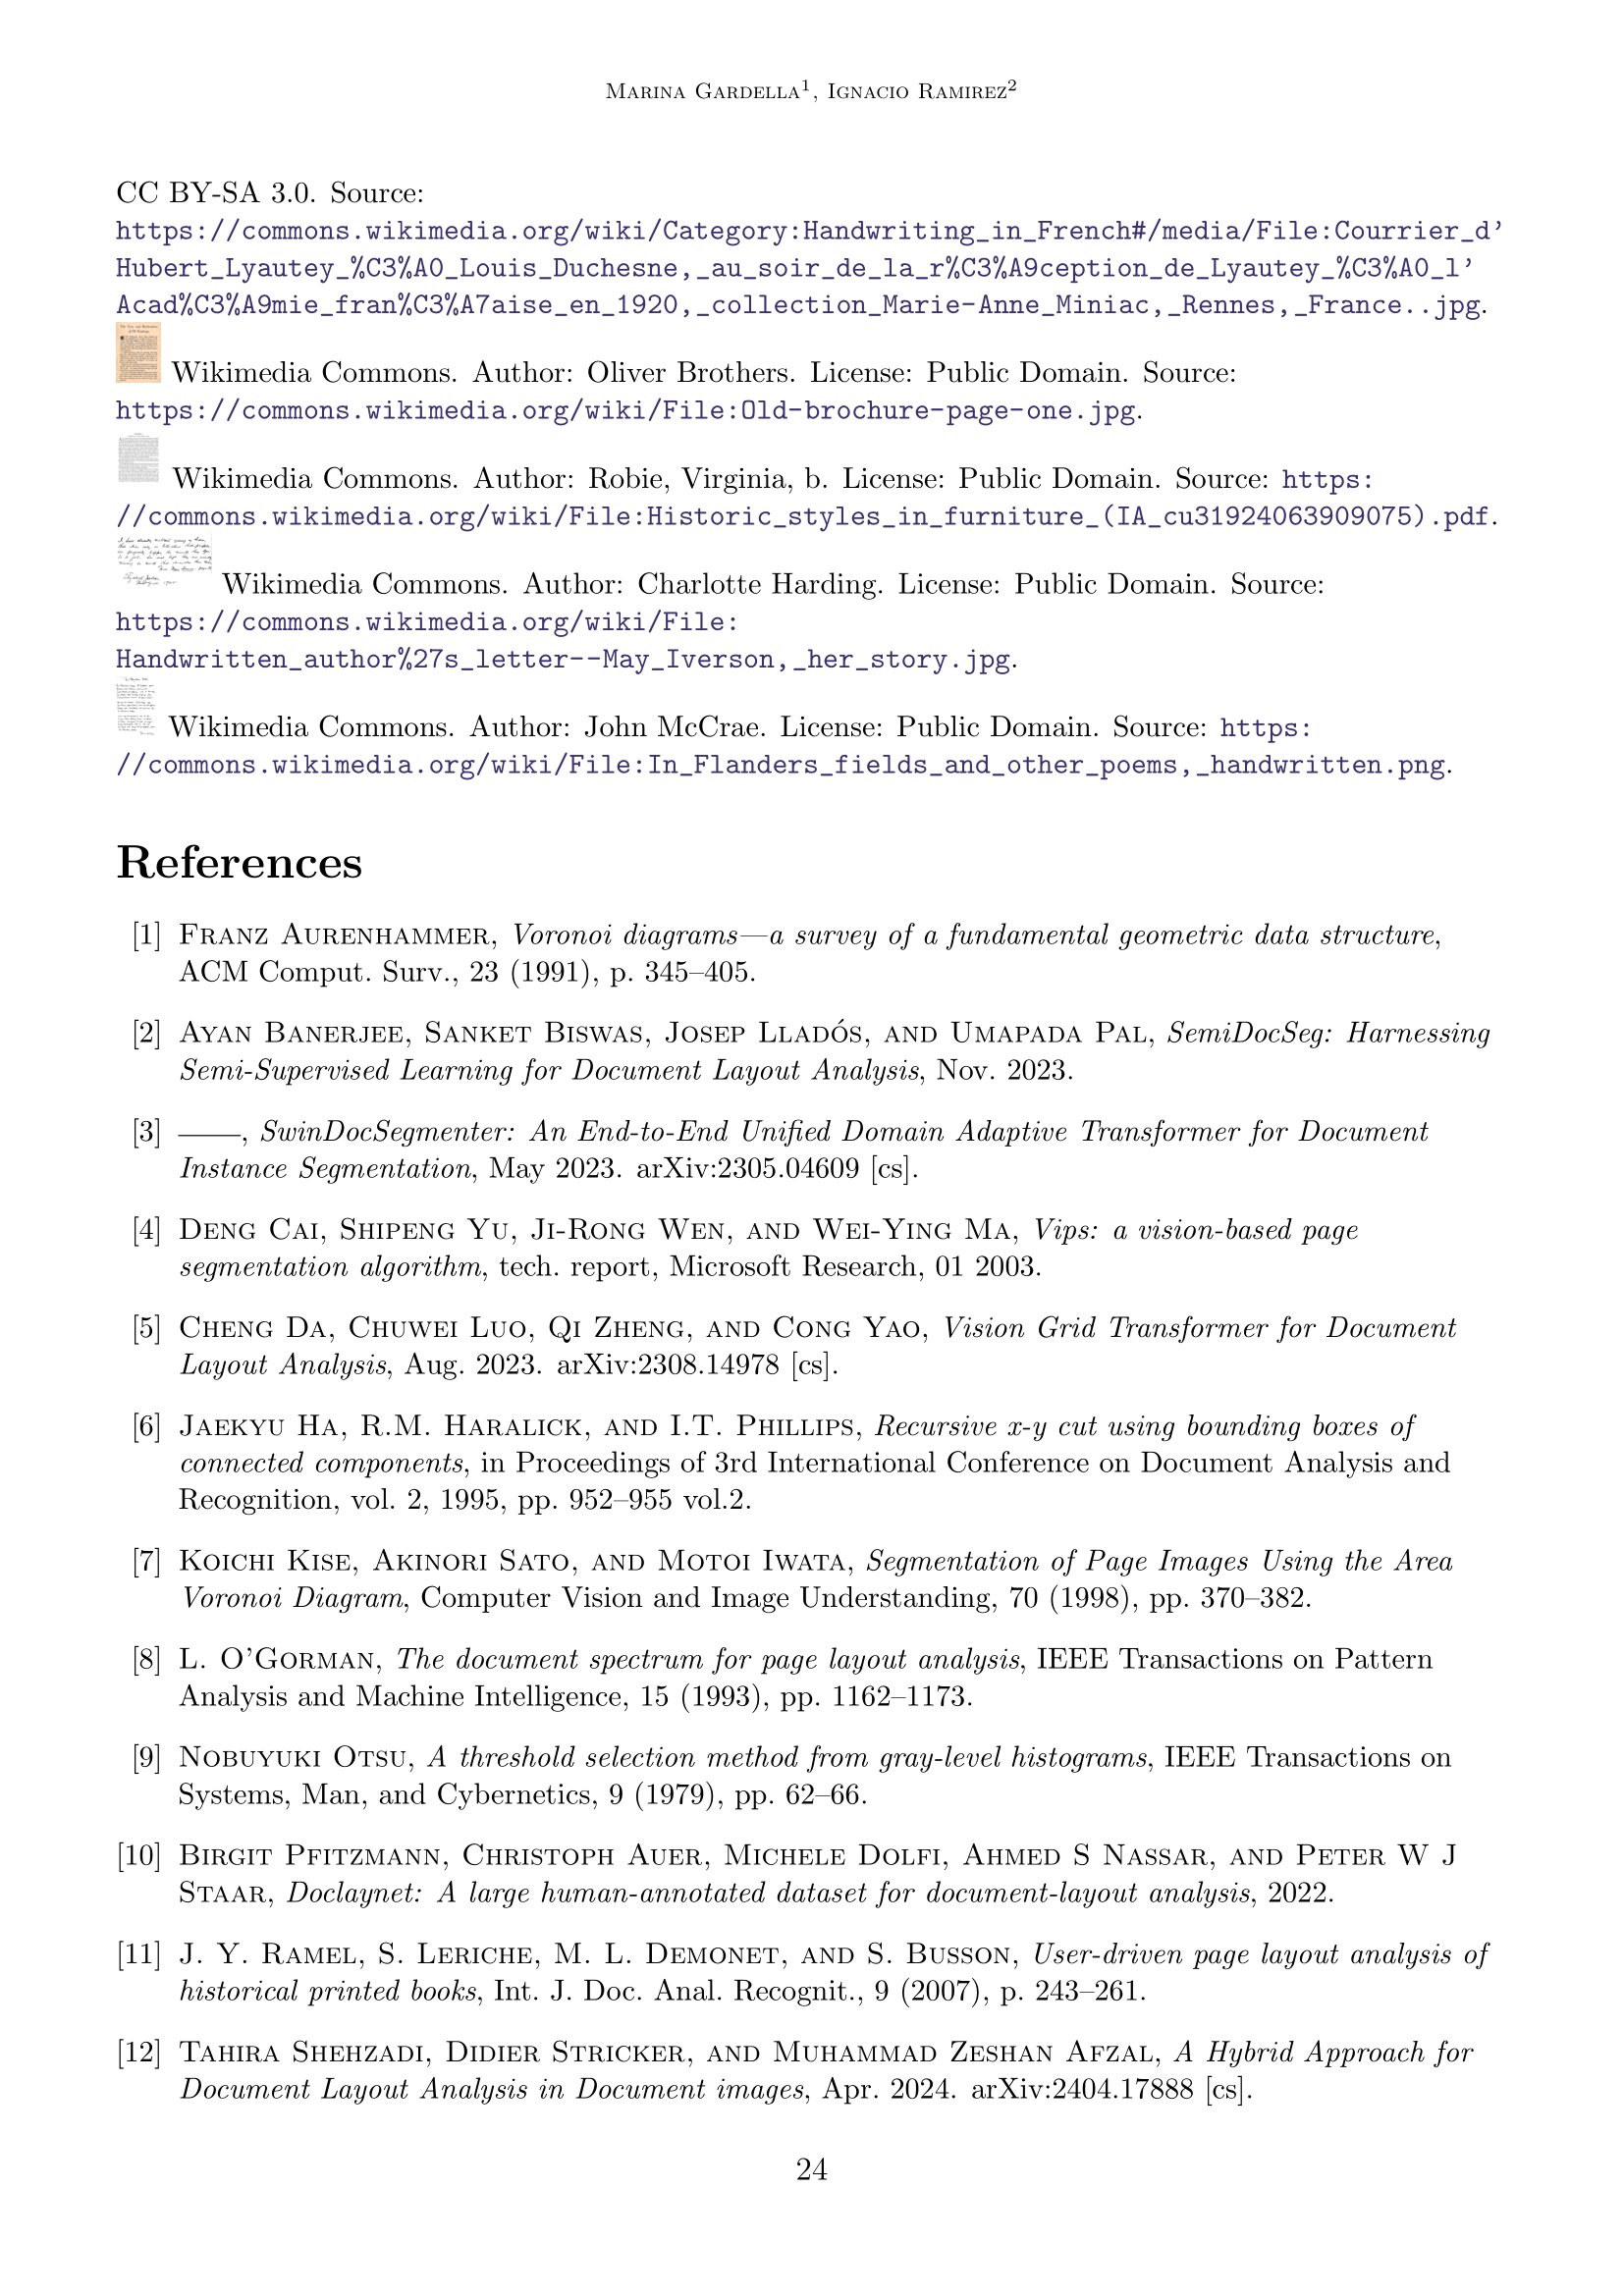 Marina Gardella¹, Ignacio Ramirez²
CC BY-SA 3.0. Source:
https://commons.wikimedia.org/wiki/Category:Handwriting_in_French#/media/File:Courrier_d’
Hubert_Lyautey_%C3%A0_Louis_Duchesne,_au_soir_de_la_r%C3%A9ception_de_Lyautey_%C3%A0_l’
Acad%C3%A9mie_fran%C3%A7aise_en_1920,_collection_Marie-Anne_Miniac,_Rennes,_France..jpg.
Wikimedia Commons. Author: Oliver Brothers. License: Public Domain. Source:
https://commons.wikimedia.org/wiki/File:Old-brochure-page-one.jpg.
Wikimedia Commons. Author: Robie, Virginia, b. License: Public Domain. Source: https:
//commons.wikimedia.org/wiki/File:Historic_styles_in_furniture_(IA_cu31924063909075).pdf.
Wikimedia Commons. Author: Charlotte Harding. License: Public Domain. Source:
https://commons.wikimedia.org/wiki/File:
Handwritten_author%27s_letter--May_Iverson,_her_story.jpg.
Wikimedia Commons. Author: John McCrae. License: Public Domain. Source: https:
//commons.wikimedia.org/wiki/File:In_Flanders_fields_and_other_poems,_handwritten.png.
References
[1] Franz Aurenhammer, Voronoi diagrams—a survey of a fundamental geometric data structure,
ACM Comput. Surv., 23 (1991), p. 345–405.
[2] Ayan Banerjee, Sanket Biswas, Josep Lladós, and Umapada Pal, SemiDocSeg: Harnessing
Semi-Supervised Learning for Document Layout Analysis, Nov. 2023.
[3] ——, SwinDocSegmenter: An End-to-End Unified Domain Adaptive Transformer for Document
Instance Segmentation, May 2023. arXiv:2305.04609 [cs].
[4] Deng Cai, Shipeng Yu, Ji-Rong Wen, and Wei-Ying Ma, Vips: a vision-based page
segmentation algorithm, tech. report, Microsoft Research, 01 2003.
[5] Cheng Da, Chuwei Luo, Qi Zheng, and Cong Yao, Vision Grid Transformer for Document
Layout Analysis, Aug. 2023. arXiv:2308.14978 [cs].
[6] Jaekyu Ha, R.M. Haralick, and I.T. Phillips, Recursive x-y cut using bounding boxes of
connected components, in Proceedings of 3rd International Conference on Document Analysis and
Recognition, vol. 2, 1995, pp. 952–955 vol.2.
[7] Koichi Kise, Akinori Sato, and Motoi Iwata, Segmentation of Page Images Using the Area
Voronoi Diagram, Computer Vision and Image Understanding, 70 (1998), pp. 370–382.
[8] L. O’Gorman, The document spectrum for page layout analysis, IEEE Transactions on Pattern
Analysis and Machine Intelligence, 15 (1993), pp. 1162–1173.
[9] Nobuyuki Otsu, A threshold selection method from gray-level histograms, IEEE Transactions on
Systems, Man, and Cybernetics, 9 (1979), pp. 62–66.
[10] Birgit Pfitzmann, Christoph Auer, Michele Dolfi, Ahmed S Nassar, and Peter W J
Staar, Doclaynet: A large human-annotated dataset for document-layout analysis, 2022.
[11] J. Y. Ramel, S. Leriche, M. L. Demonet, and S. Busson, User-driven page layout analysis of
historical printed books, Int. J. Doc. Anal. Recognit., 9 (2007), p. 243–261.
[12] Tahira Shehzadi, Didier Stricker, and Muhammad Zeshan Afzal, A Hybrid Approach for
Document Layout Analysis in Document images, Apr. 2024. arXiv:2404.17888 [cs].
24